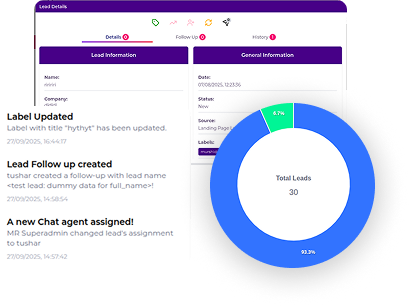 Lead Details
Details 0
Follow Up 0
History 1
Lead Information
General Information
Name:
Company:
Date:
07/08/2025, 12:23:36
Status:
New
Source:
Landing Page
Labels:
Label Updated
Label with title "hythyt" has been updated.
27/09/2025, 16:44:17
Lead Follow up created
tushar created a follow-up with lead name
<test lead: dummy data for full_name>!
27/09/2025, 14:58:54
A new Chat agent assigned!
MR Superadmin changed lead's assignment
to tushar
27/09/2025, 14:57:42
6.7%
Total Leads
30
93.3%